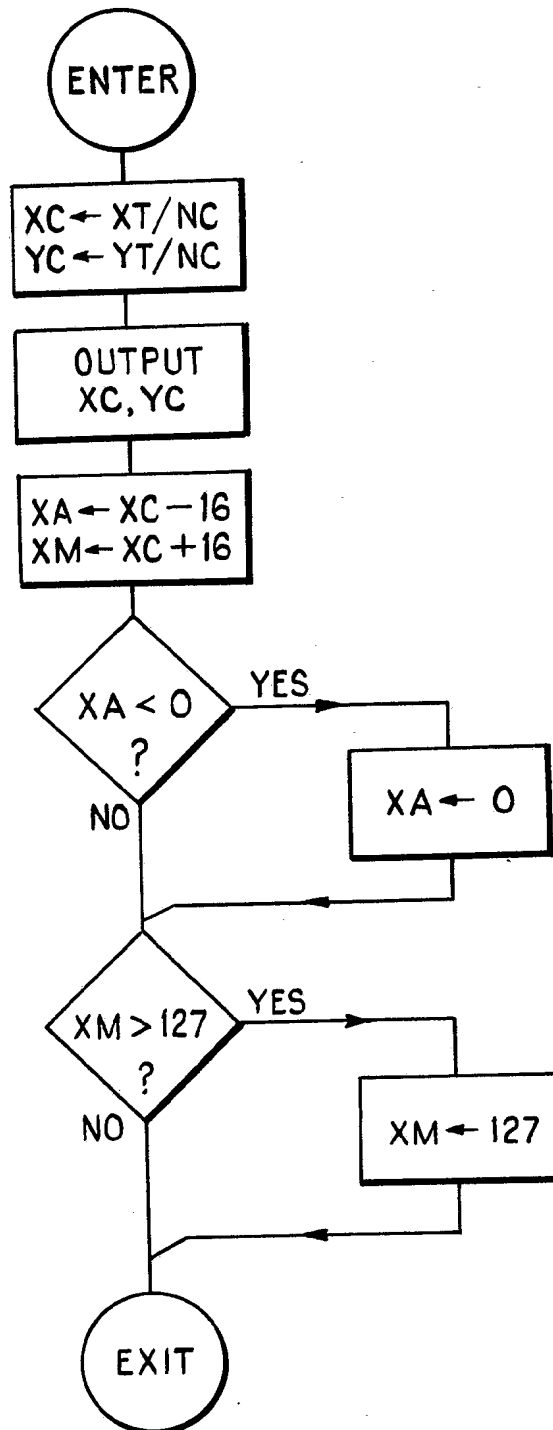 ENTER
XC ← XT/NC
YC ← YT/NC
OUTPUT
XC, YC
XA ← XC − 16
XM ← XC + 16
XA < 0
?
YES
NO
XA ← 0
XM > 127
?
YES
NO
XM ← 127
EXIT